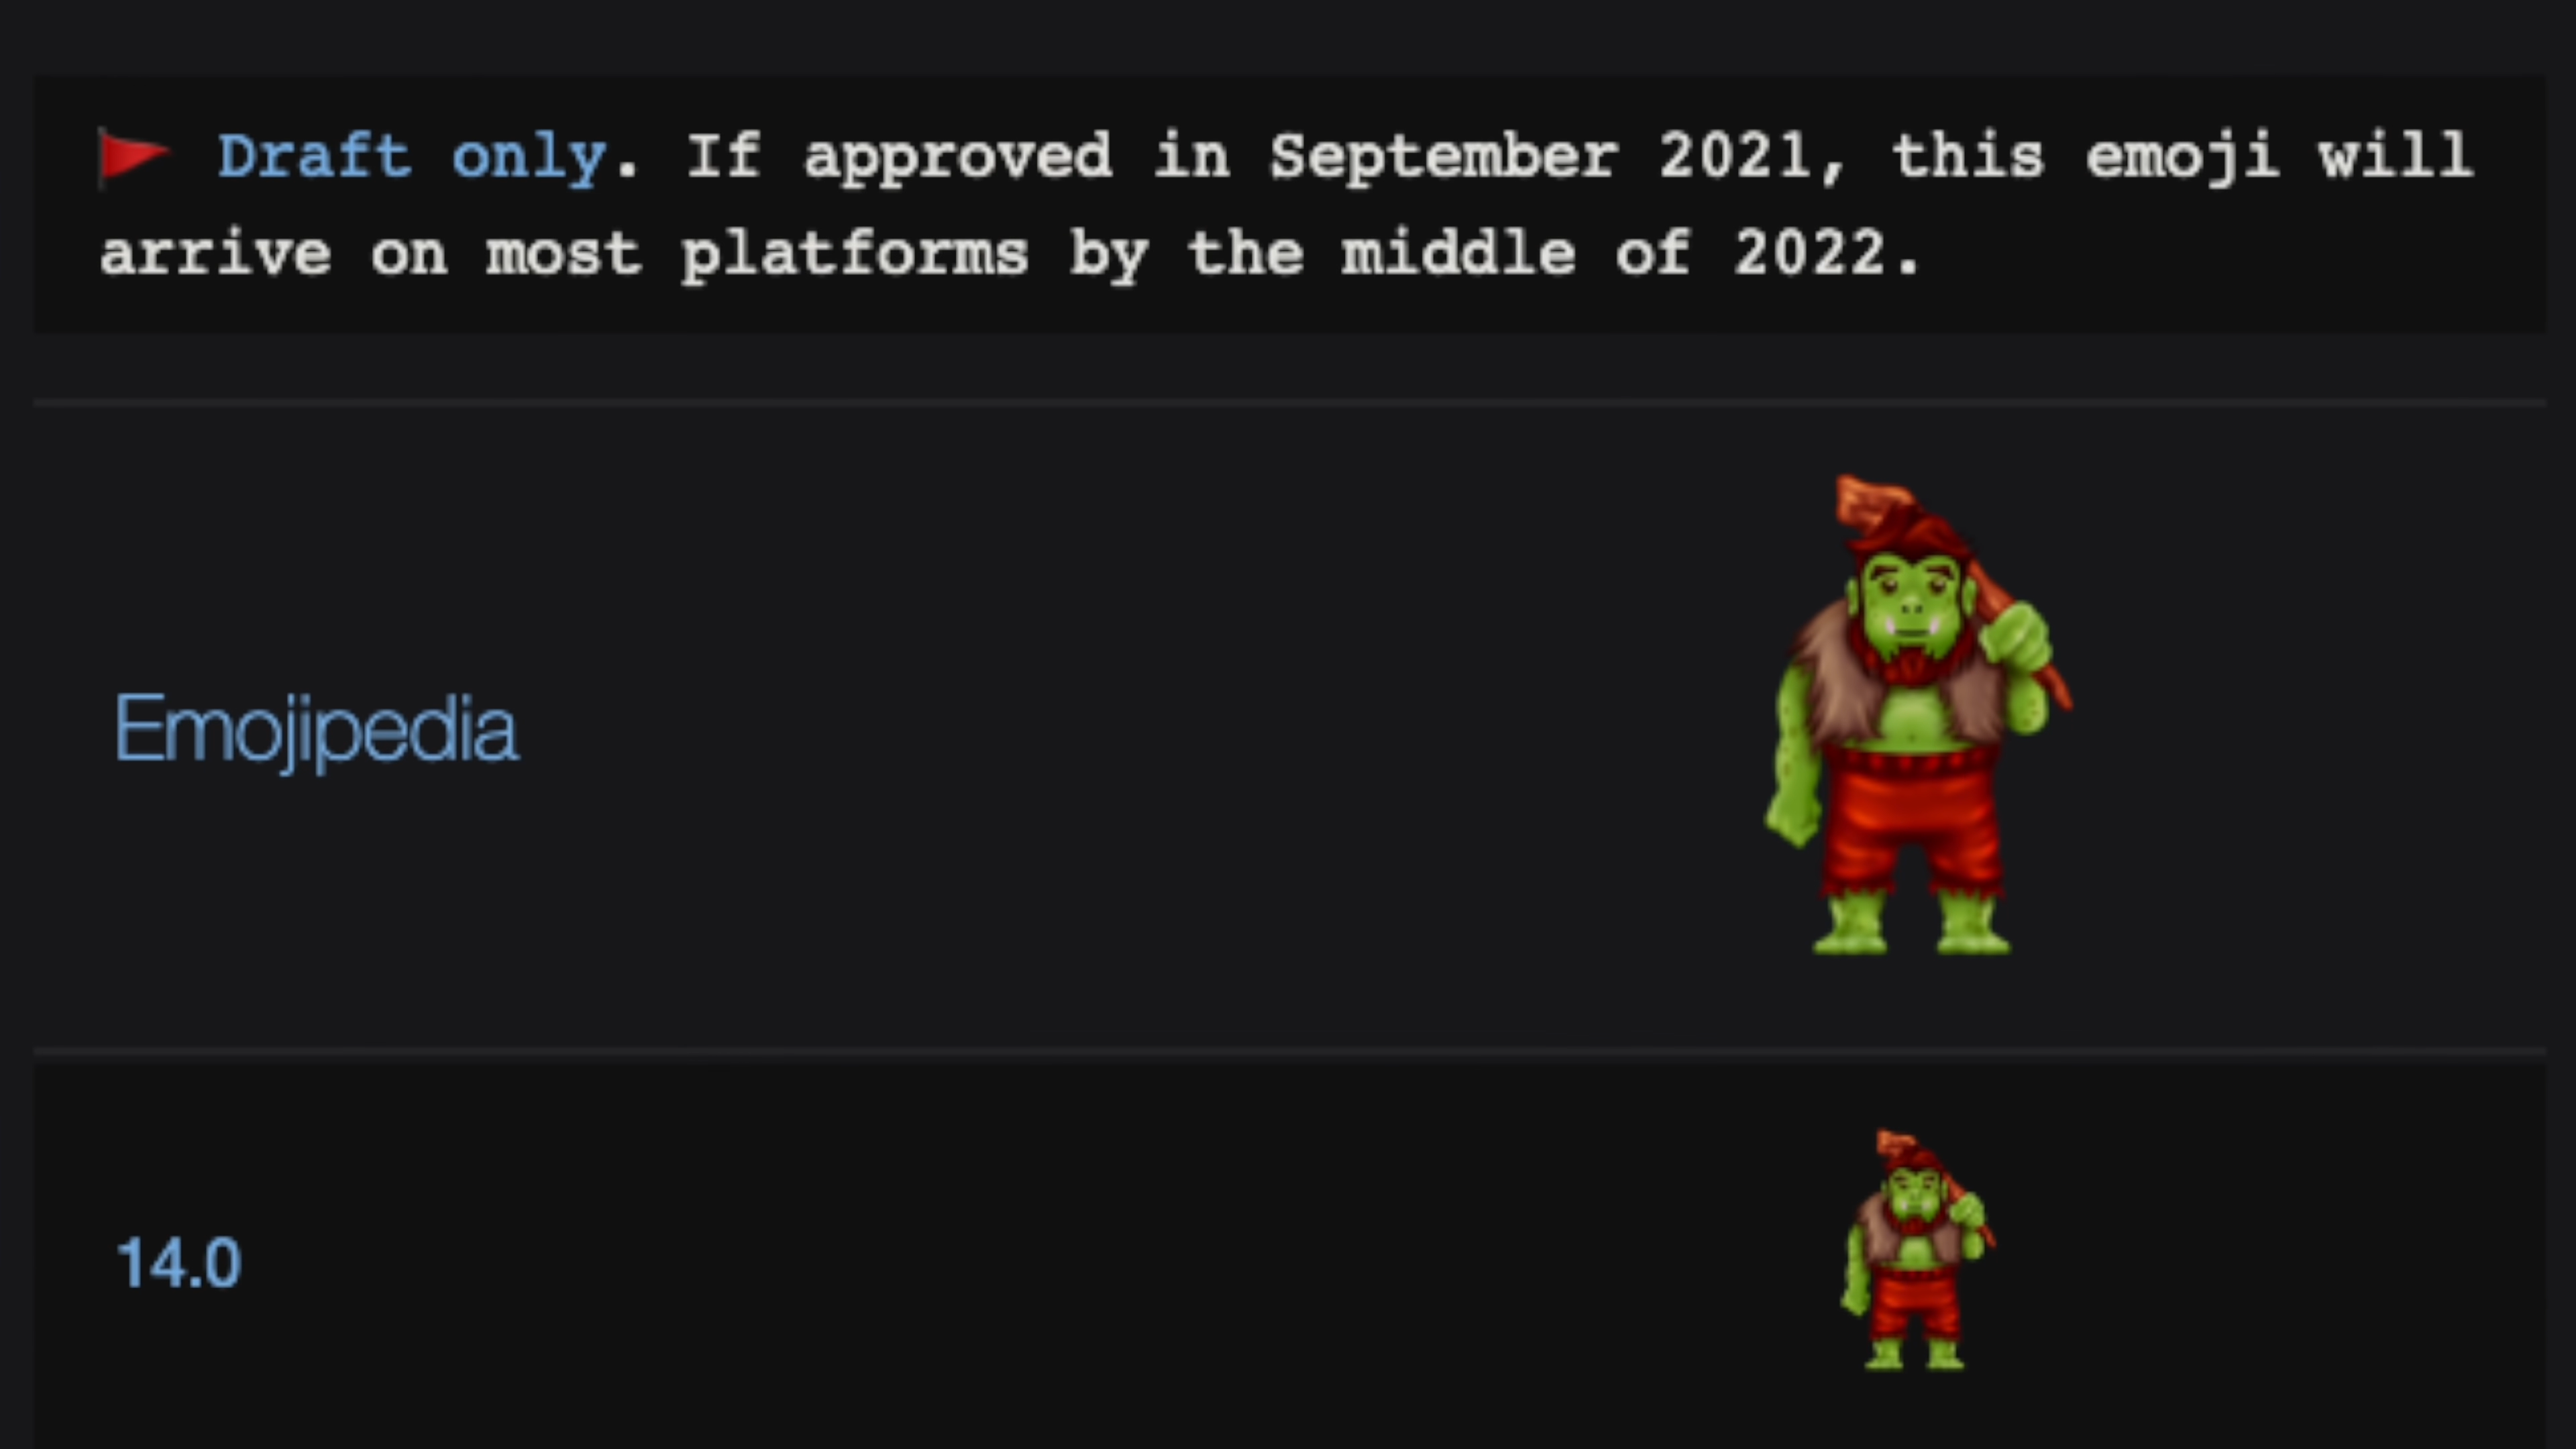 Draft only. If approved in September 2021, this emoji will
arrive on most platforms by the middle of 2022.
Emojipedia
14.0